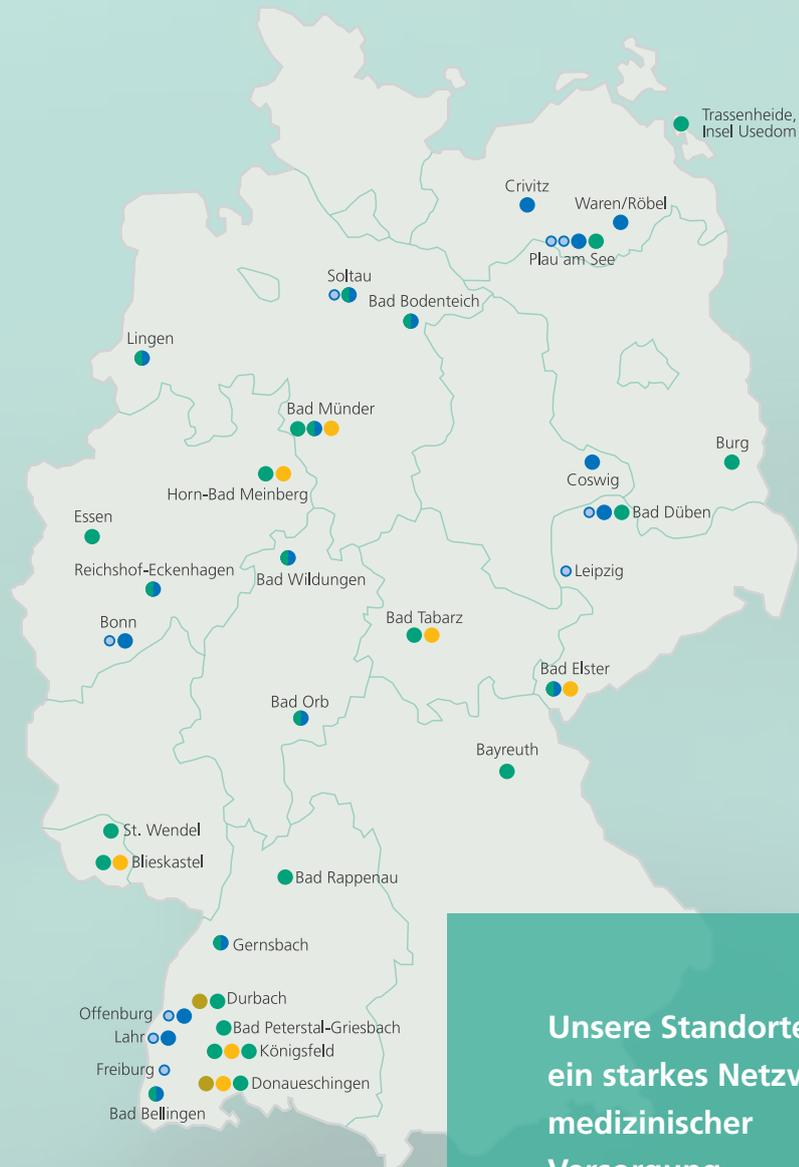 Trassenheide,
Insel Usedom
Crivitz
Waren/Röbel
Plau am See
Soltau
Bad Bodenteich
Lingen
Bad Münder
Burg
Coswig
Horn-Bad Meinberg
Bad Düben
Essen
Reichshof-Eckenhagen
Bad Wildungen
Leipzig
Bonn
Bad Tabarz
Bad Elster
Bad Orb
Bayreuth
St. Wendel
Blieskastel
Bad Rappenau
Gernsbach
Durbach
Offenburg
Bad Peterstal-Griesbach
Lahr
Königsfeld
Freiburg
Donaueschingen
Bad Bellingen
Unsere Standorte
ein starkes Netzw
medizinischer